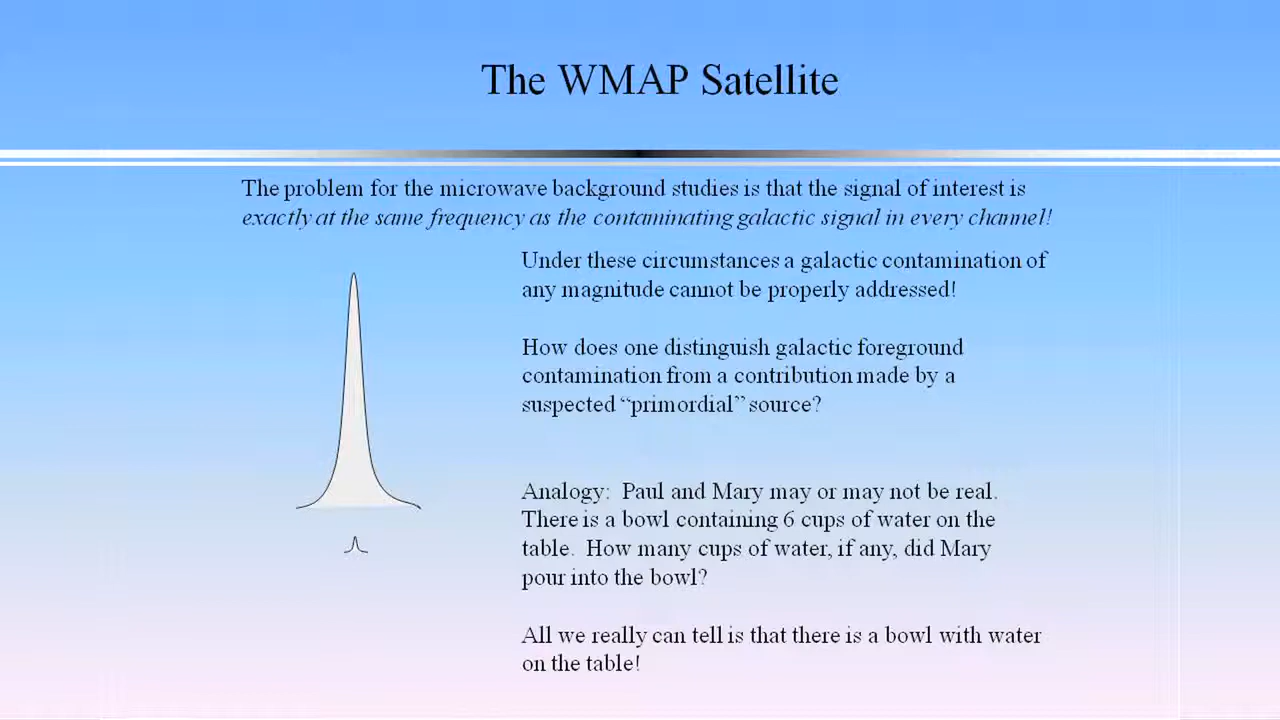 The WMAP Satellite
The problem for the microwave background studies is that the signal of interest is
exactly at the same frequency as the contaminating galactic signal in every channel!
Under these circumstances a galactic contamination of
any magnitude cannot be properly addressed!
How does one distinguish galactic foreground
contamination from a contribution made by a
suspected “primordial” source?
Analogy: Paul and Mary may or may not be real.
There is a bowl containing 6 cups of water on the
table. How many cups of water, if any, did Mary
pour into the bowl?
All we really can tell is that there is a bowl with water
on the table!